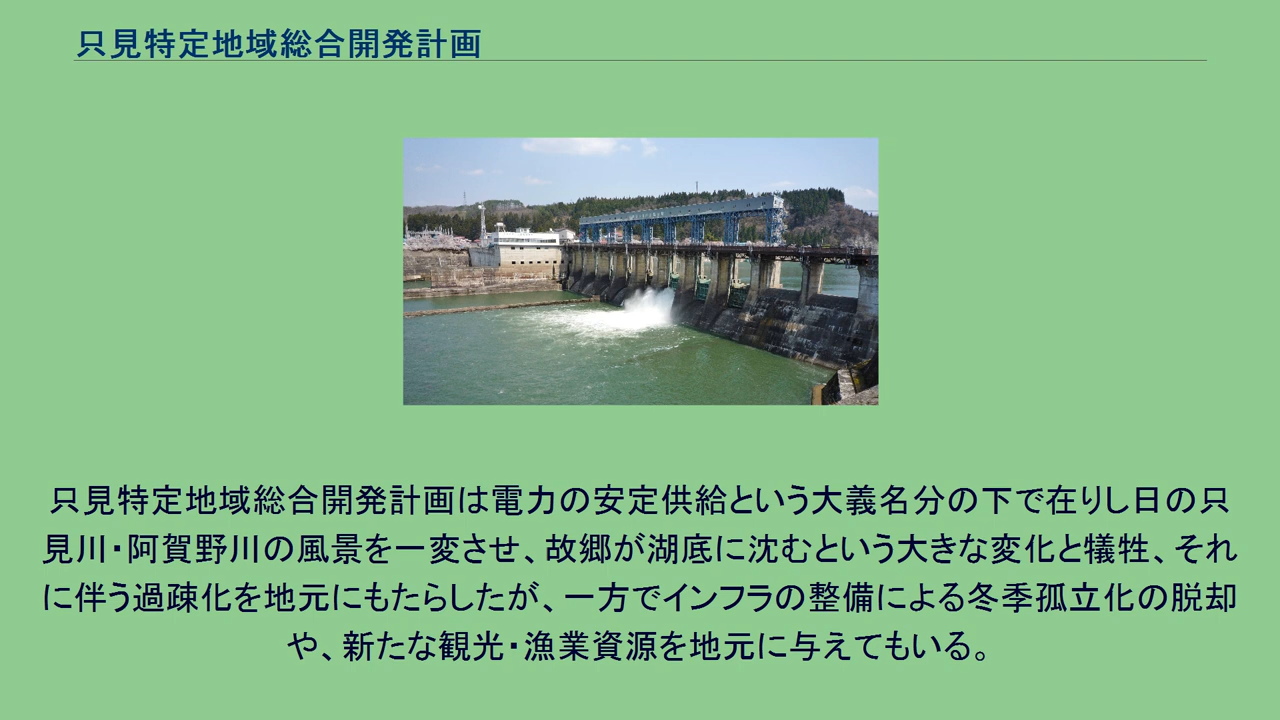 只見特定地域総合開発計画
只見特定地域総合開発計画は電力の安定供給という大義名分の下で在りし日の只
見川・阿賀野川の風景を一変させ、故郷が湖底に沈むという大きな変化と犠牲、それ
に伴う過疎化を地元にもたらしたが、一方でインフラの整備による冬季孤立化の脱却
や、新たな観光・漁業資源を地元に与えてもいる。